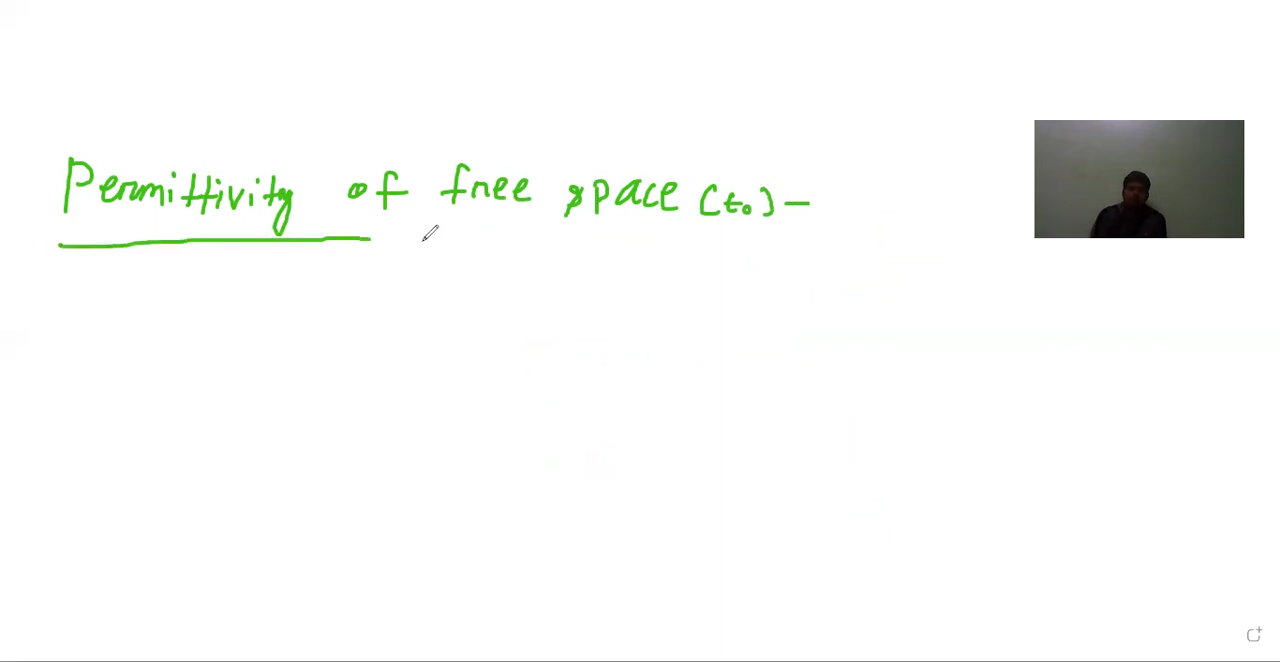 Permittivity of free space (ε₀) –